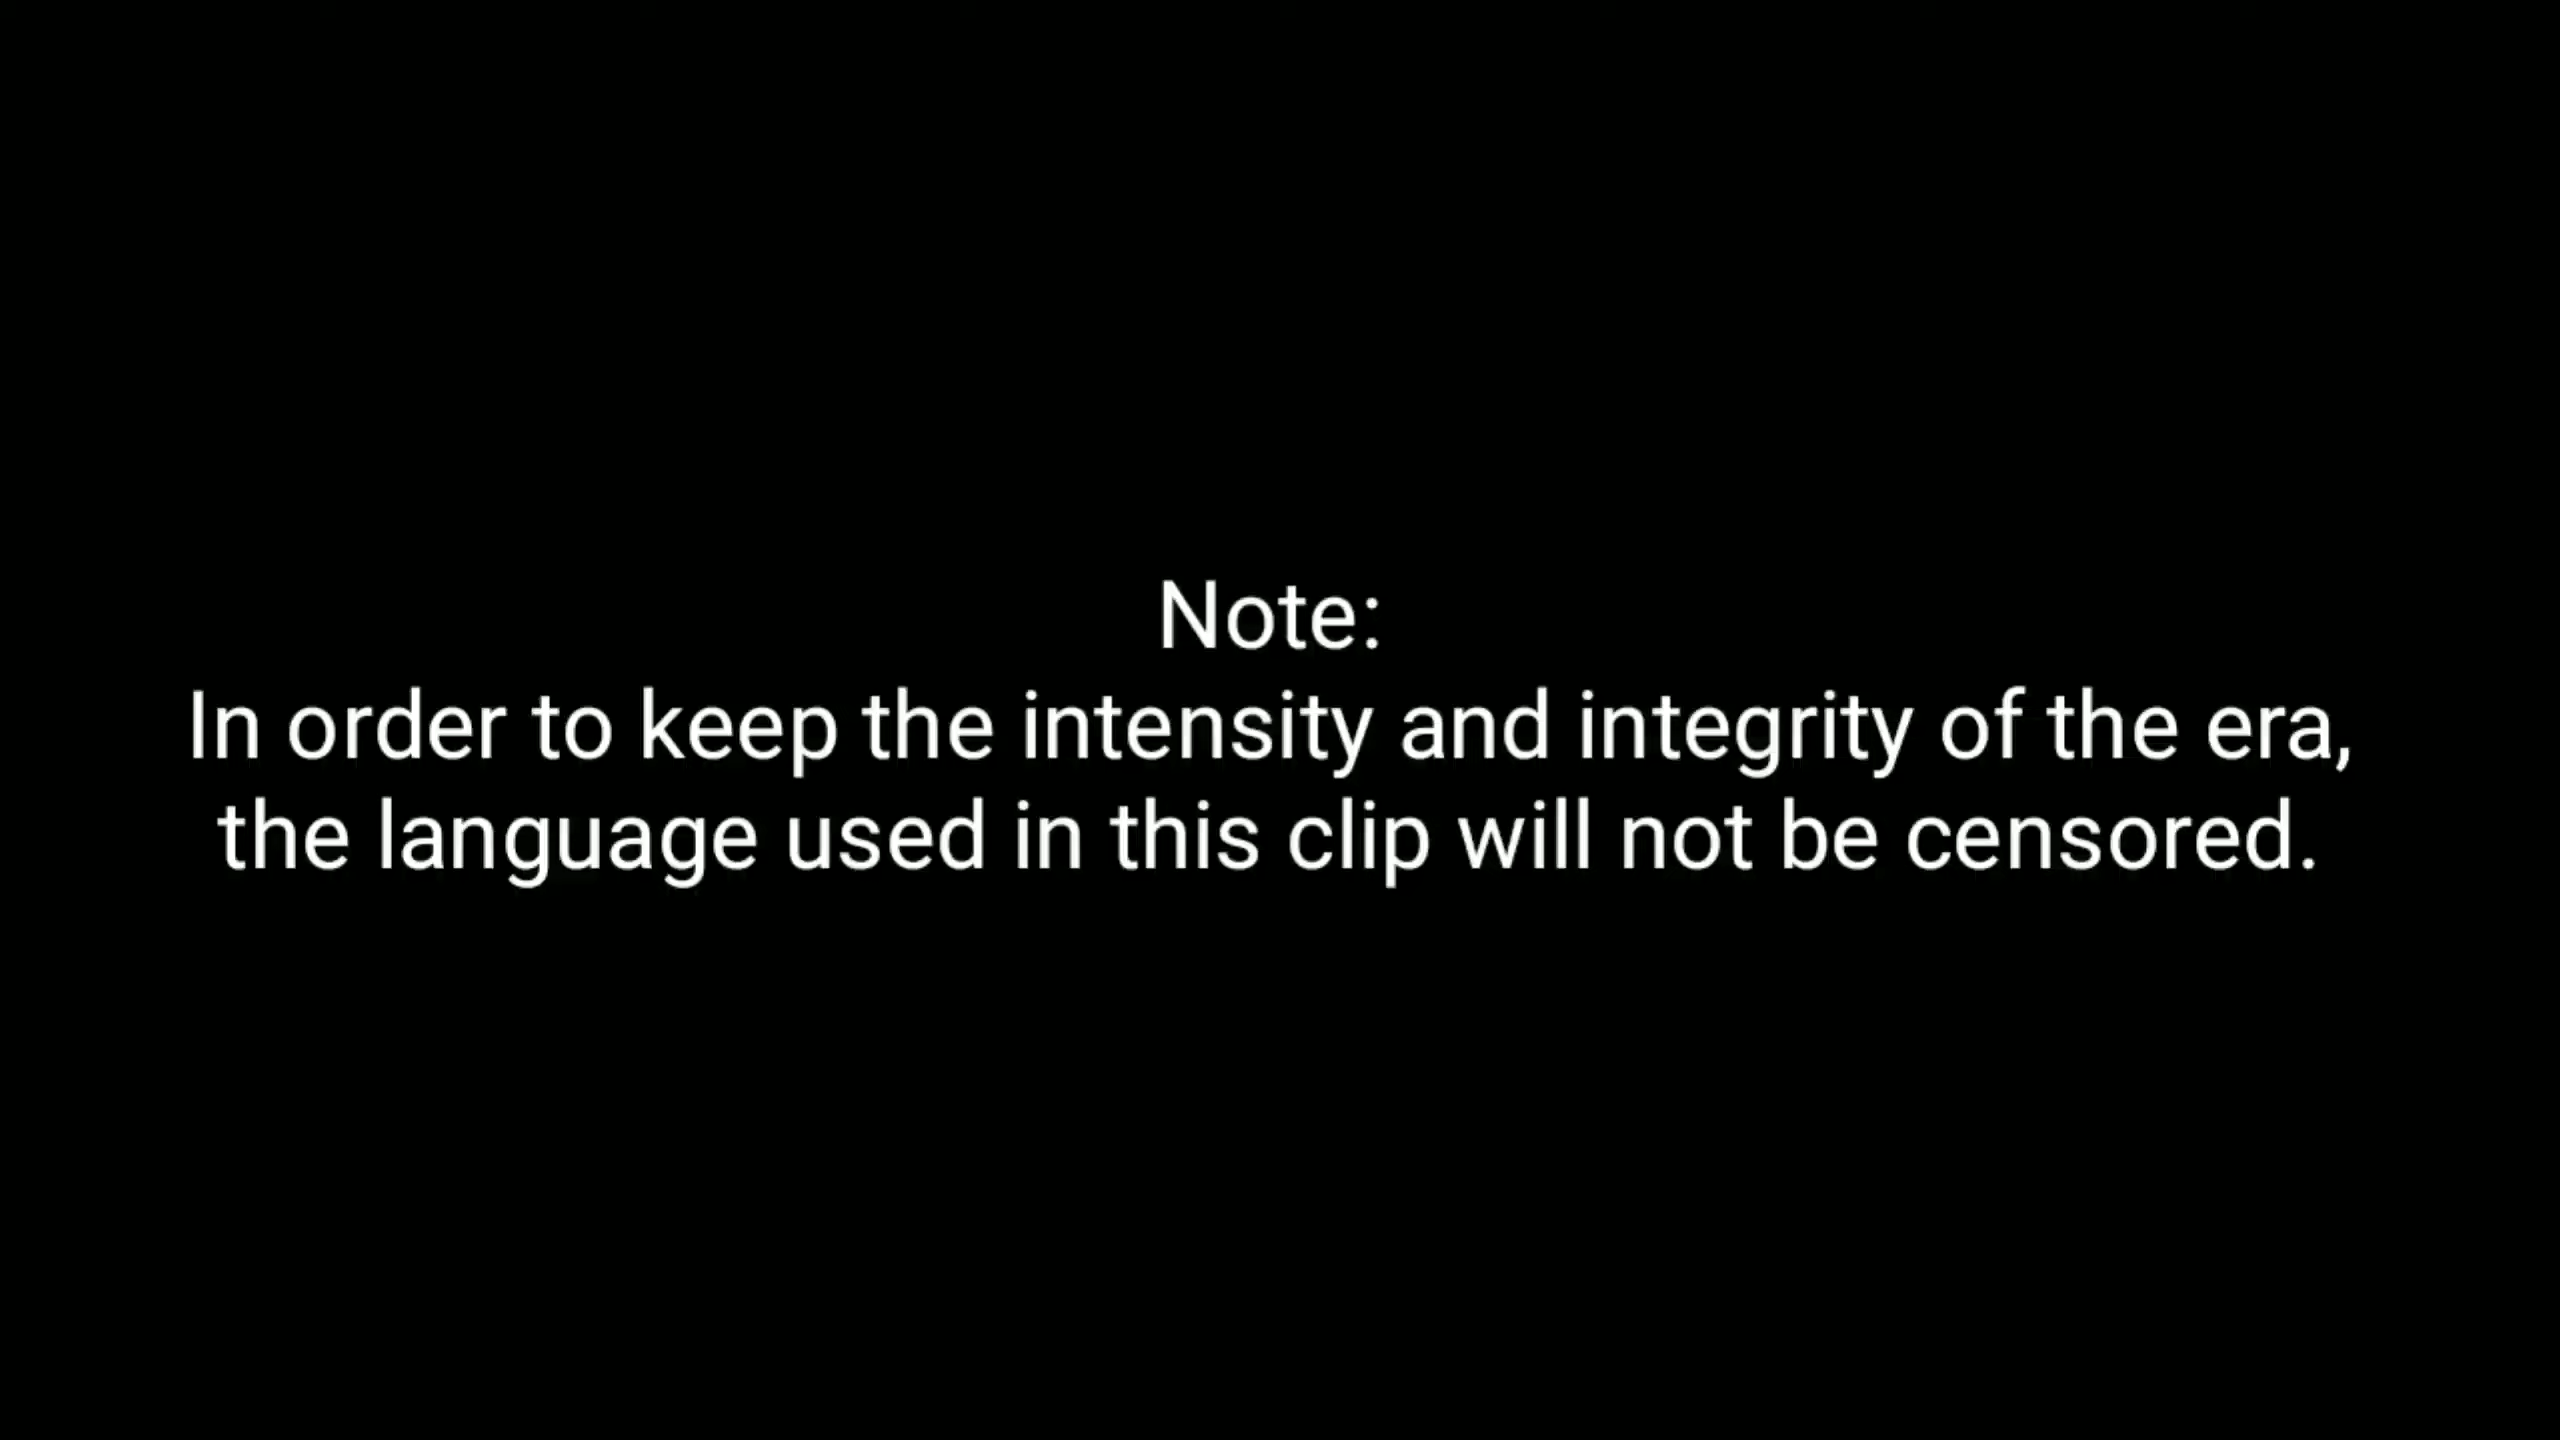 Note:
In order to keep the intensity and integrity of the era,
the language used in this clip will not be censored.